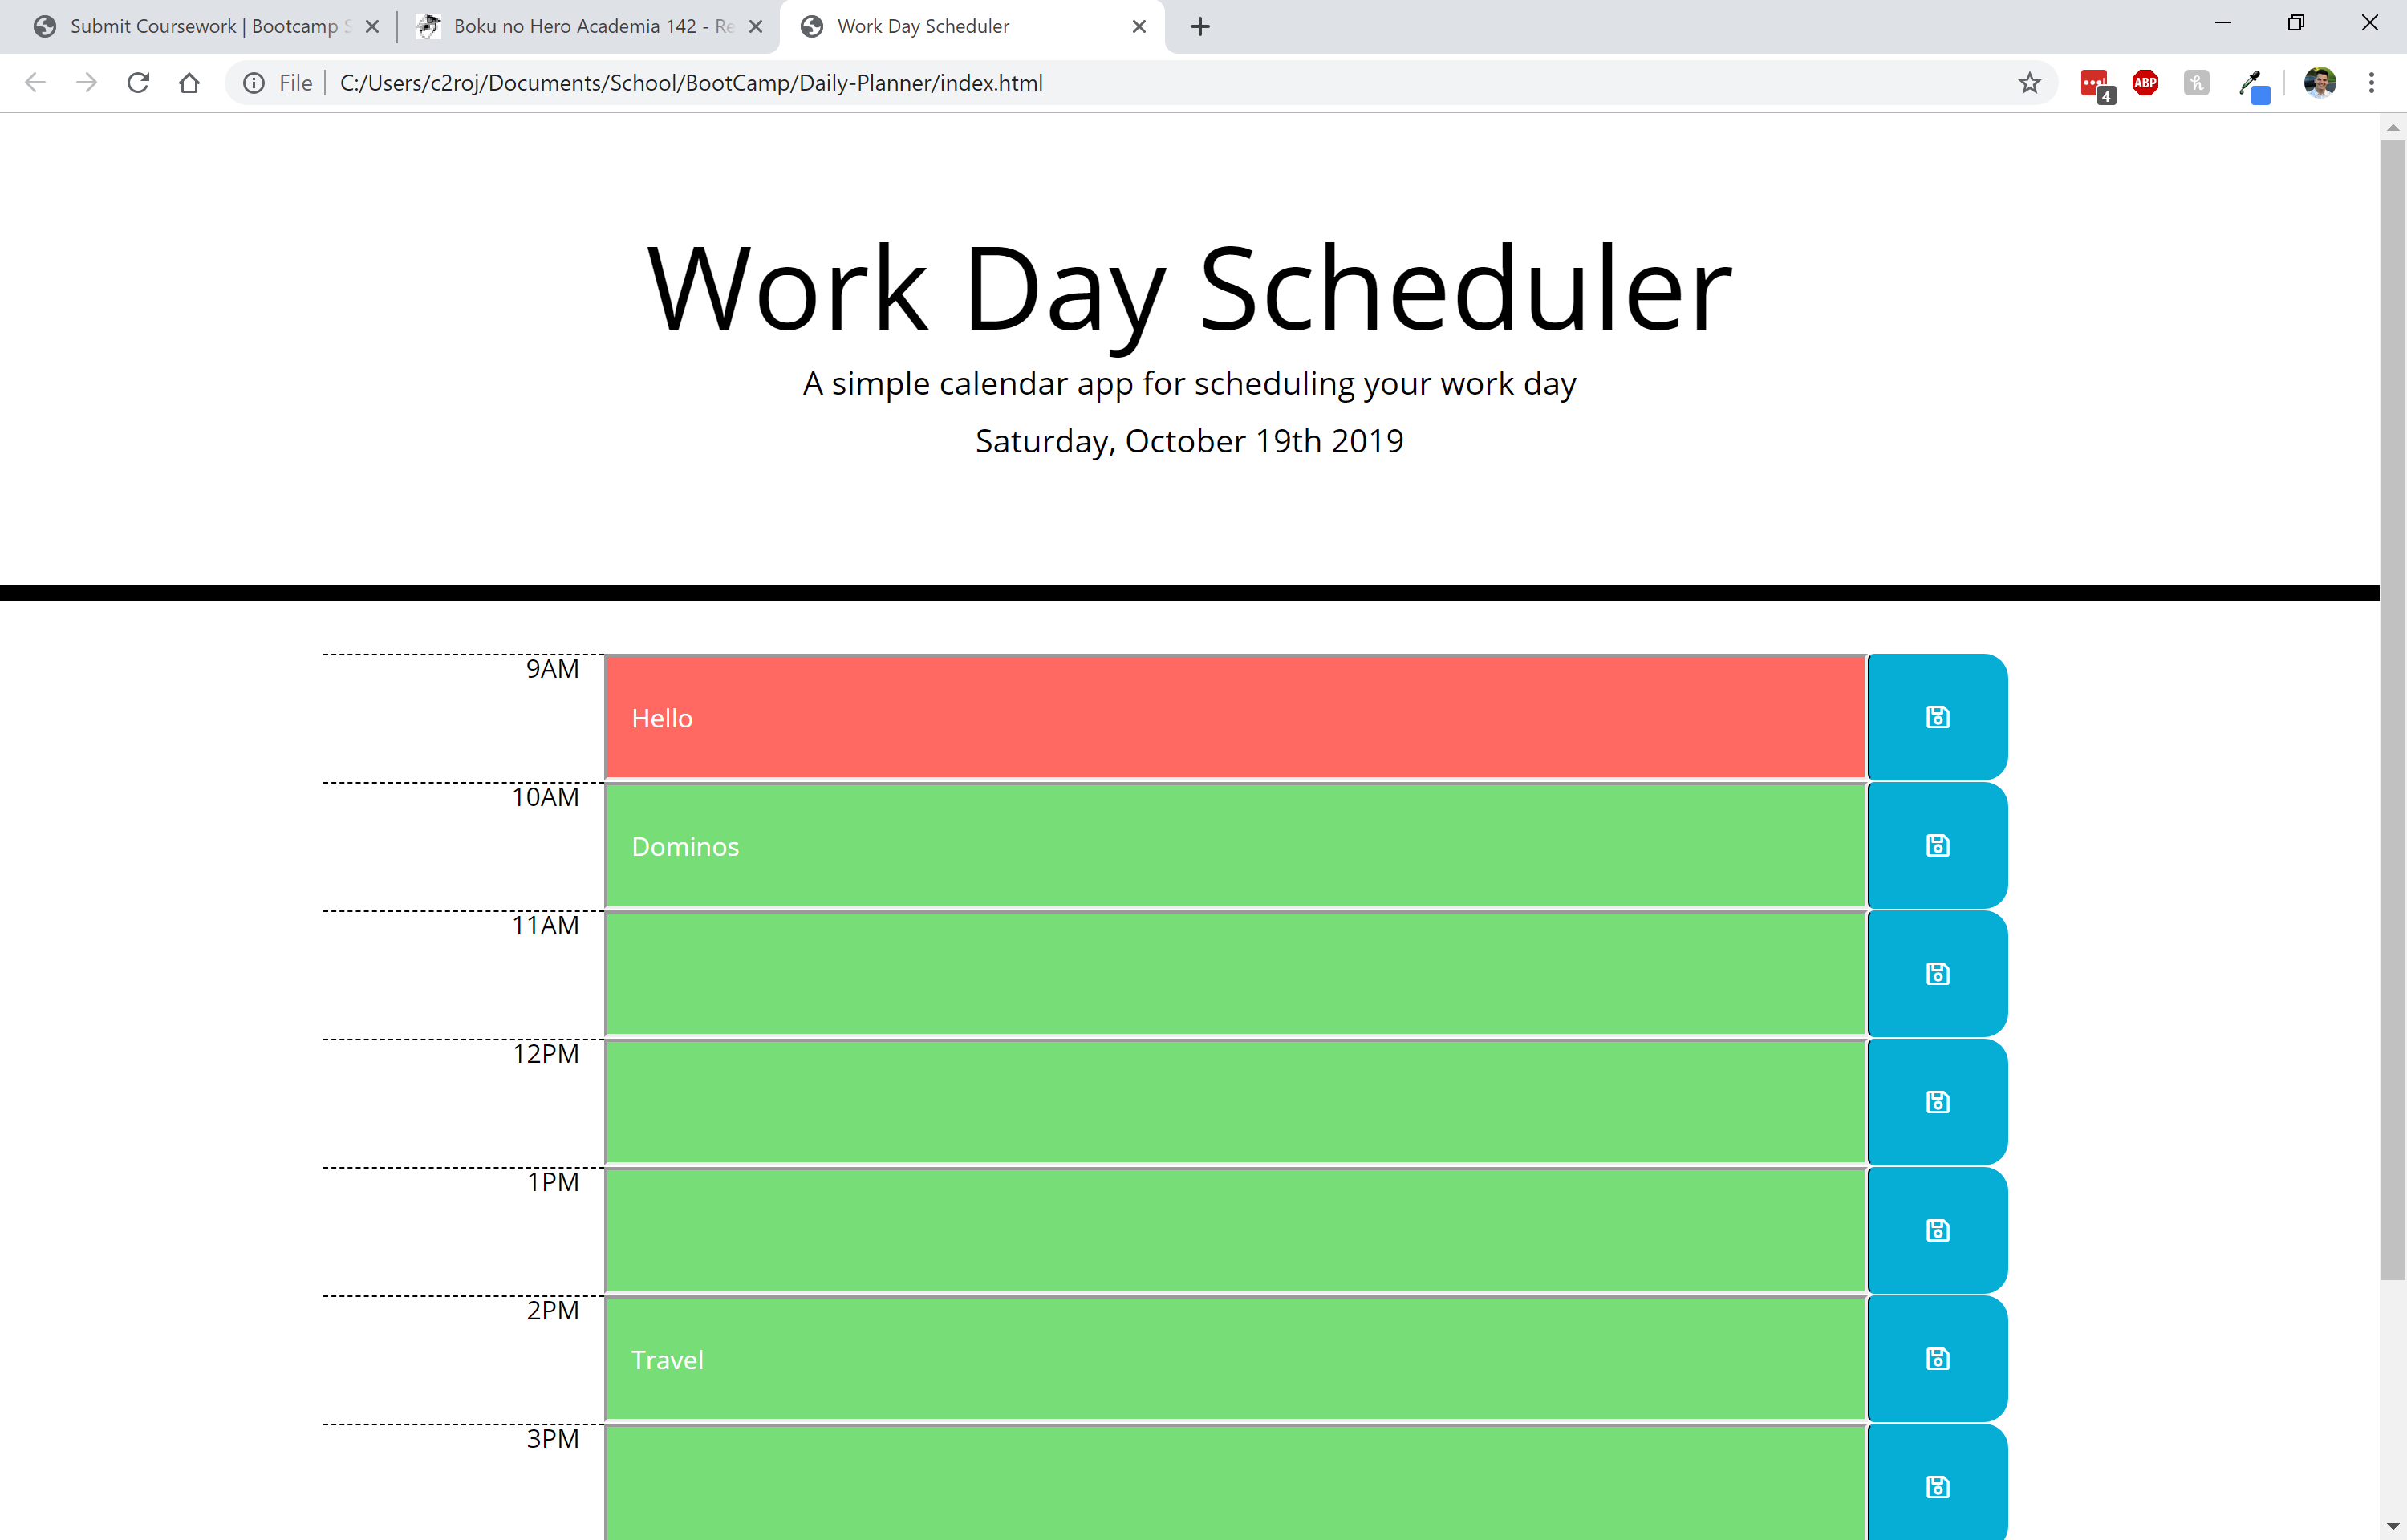 Submit Coursework | Bootcamp S
Boku no Hero Academia 142 - Re
Work Day Scheduler
File
C:/Users/c2roj/Documents/School/BootCamp/Daily-Planner/index.html
4
ABP
h
Work Day Scheduler
A simple calendar app for scheduling your work day
Saturday, October 19th 2019
9AM
Hello
10AM
Dominos
11AM
12PM
1PM
2PM
Travel
3PM